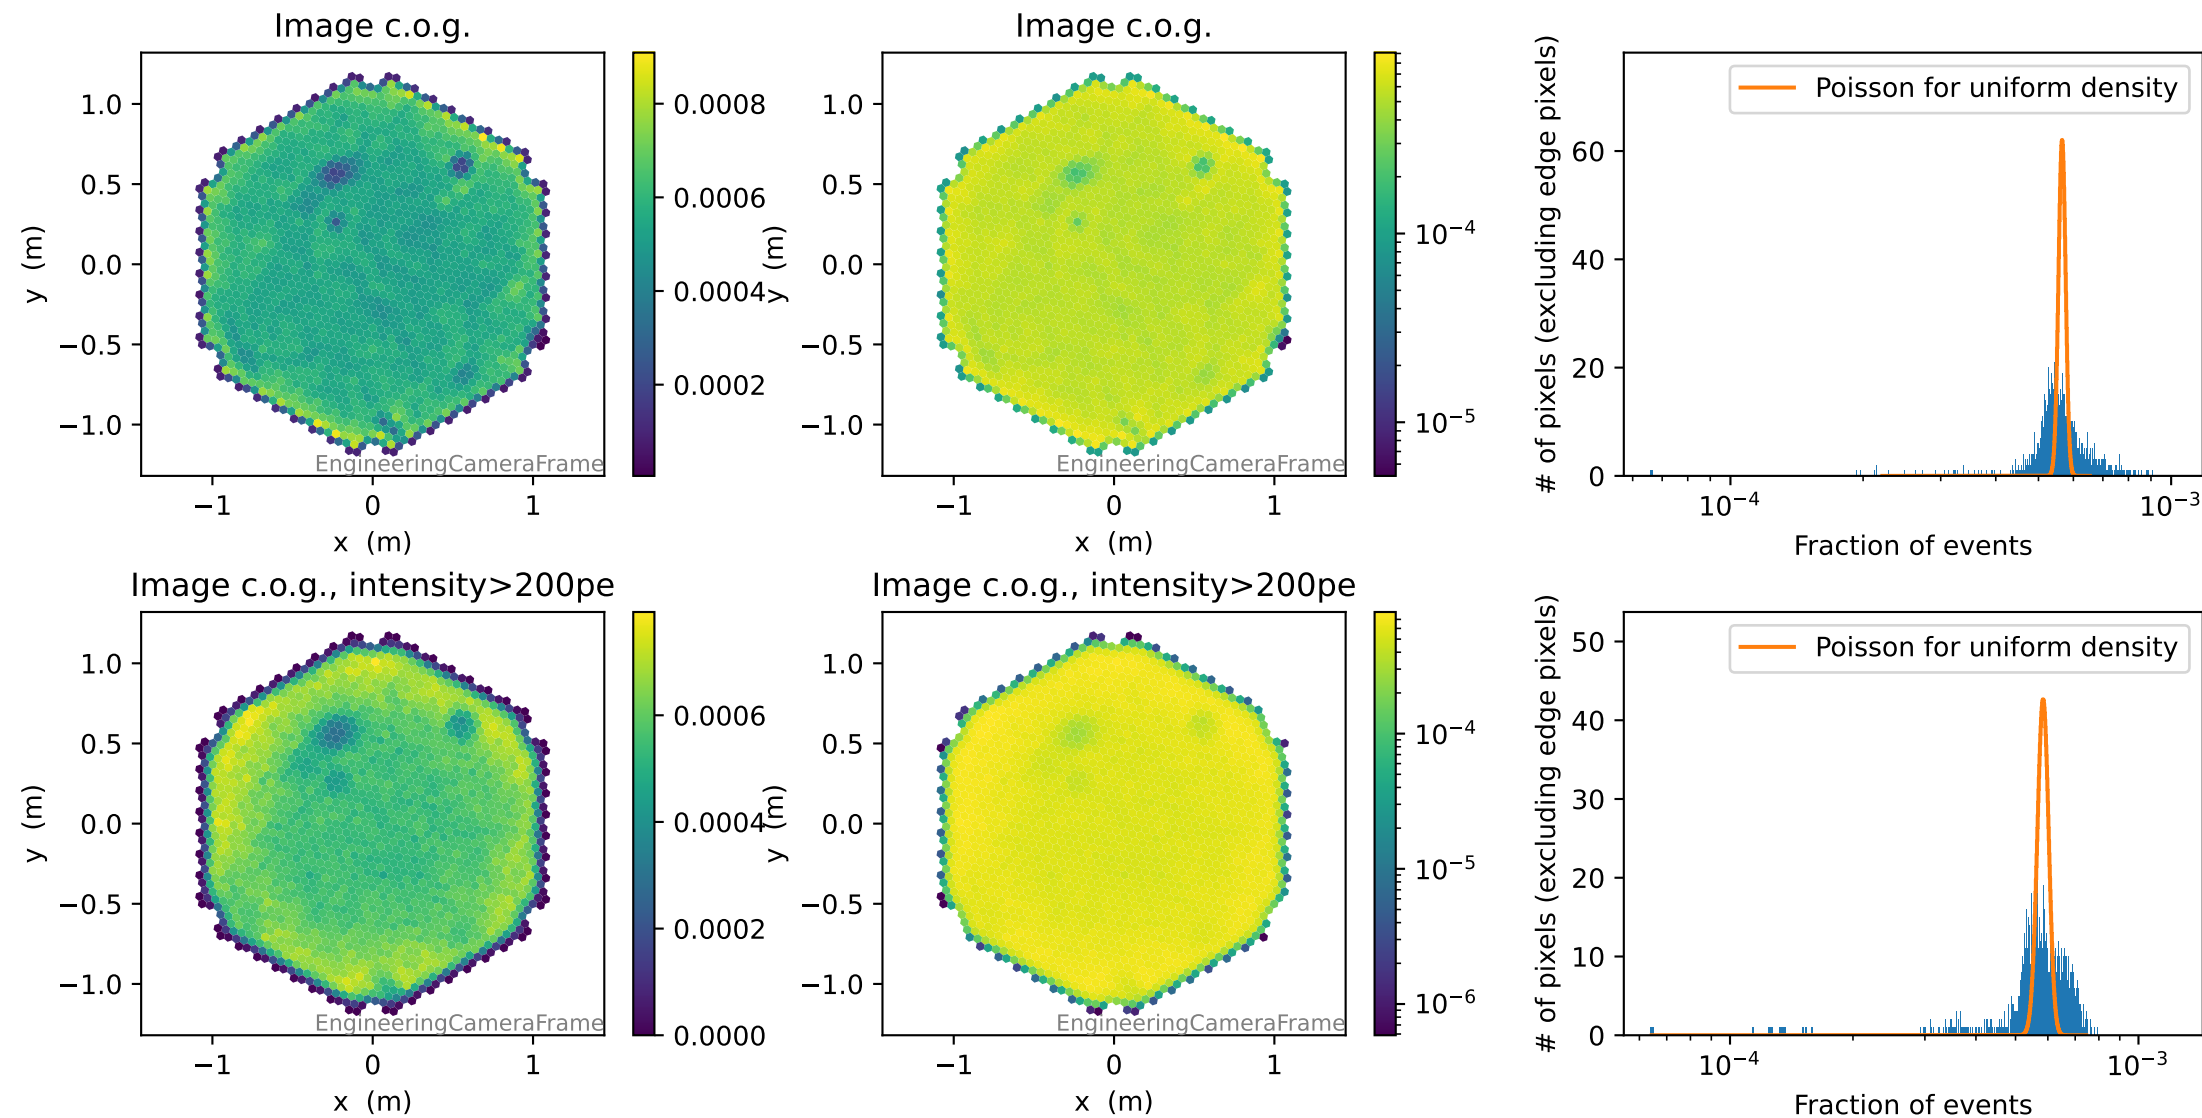 Image c.o.g.
1.0
0.5
0.0
−0.5
−1.0
y (m)
−1
0
1
x (m)
EngineeringCameraFrame
0.0008
0.0006
0.0004
0.0002
Image c.o.g.
1.0
0.5
0.0
−0.5
−1.0
y (m)
−1
0
1
x (m)
EngineeringCameraFrame
10⁻⁴
10⁻⁵
# of pixels (excluding edge pixels)
60
40
20
0
Poisson for uniform density
10⁻⁴
10⁻³
Fraction of events
Image c.o.g., intensity>200pe
1.0
0.5
0.0
−0.5
−1.0
y (m)
−1
0
1
x (m)
EngineeringCameraFrame
0.0006
0.0004
0.0002
0.0000
Image c.o.g., intensity>200pe
1.0
0.5
0.0
−0.5
−1.0
y (m)
−1
0
1
x (m)
EngineeringCameraFrame
10⁻⁴
10⁻⁵
10⁻⁶
# of pixels (excluding edge pixels)
50
40
30
20
10
0
Poisson for uniform density
10⁻⁴
10⁻³
Fraction of events